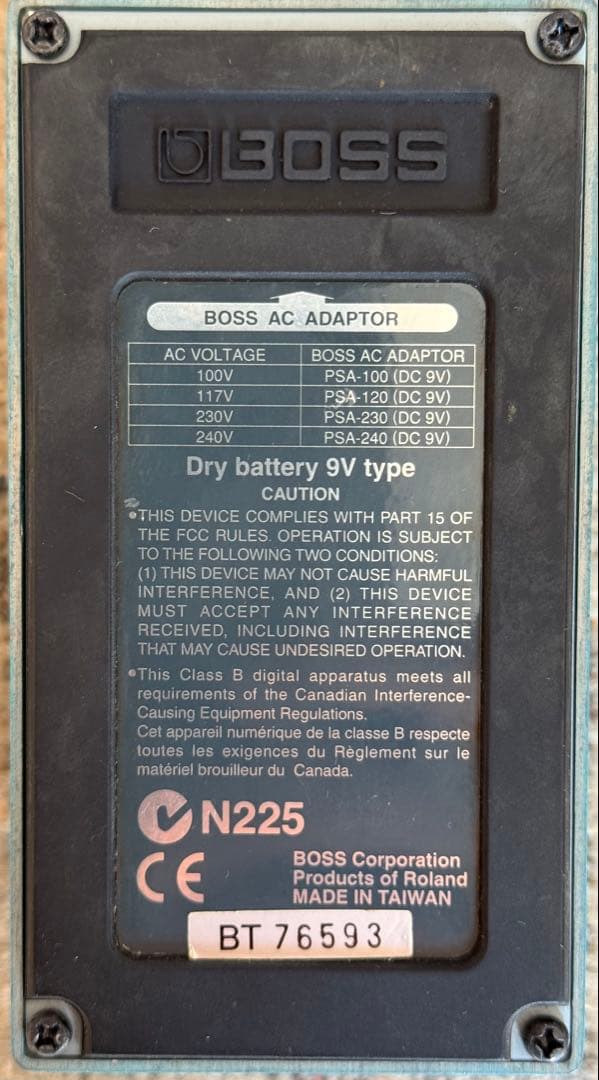 BOSS
BOSS AC ADAPTOR
AC VOLTAGE BOSS AC ADAPTOR
100V PSA-100 (DC 9V)
117V PSA-120 (DC 9V)
230V PSA-230 (DC 9V)
240V PSA-240 (DC 9V)
Dry battery 9V type
CAUTION
•THIS DEVICE COMPLIES WITH PART 15 OF
THE FCC RULES. OPERATION IS SUBJECT
TO THE FOLLOWING TWO CONDITIONS:
(1) THIS DEVICE MAY NOT CAUSE HARMFUL
INTERFERENCE, AND (2) THIS DEVICE
MUST ACCEPT ANY INTERFERENCE
RECEIVED, INCLUDING INTERFERENCE
THAT MAY CAUSE UNDESIRED OPERATION.
•This Class B digital apparatus meets all
requirements of the Canadian Interference-
Causing Equipment Regulations.
Cet appareil numérique de la classe B respecte
toutes les exigences du Règlement sur le
matériel brouilleur du Canada.
N225
CE
BOSS Corporation
Products of Roland
MADE IN TAIWAN
BT 76593